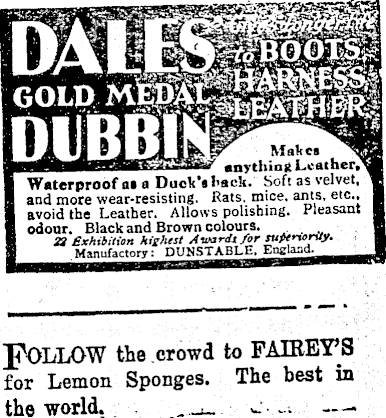 DALES
GOLD MEDAL
DUBBIN
Gives longer life
to BOOTS,
HARNESS
LEATHER
Makes
anything Leather,
Waterproof as a Duck's back. Soft as velvet,
and more wear-resisting. Rats, mice, ants, etc.,
avoid the Leather. Allows polishing. Pleasant
odour. Black and Brown colours.
22 Exhibition highest Awards for superiority.
Manufactory: DUNSTABLE, England.
FOLLOW the crowd to FAIREY'S
for Lemon Sponges. The best in
the world.